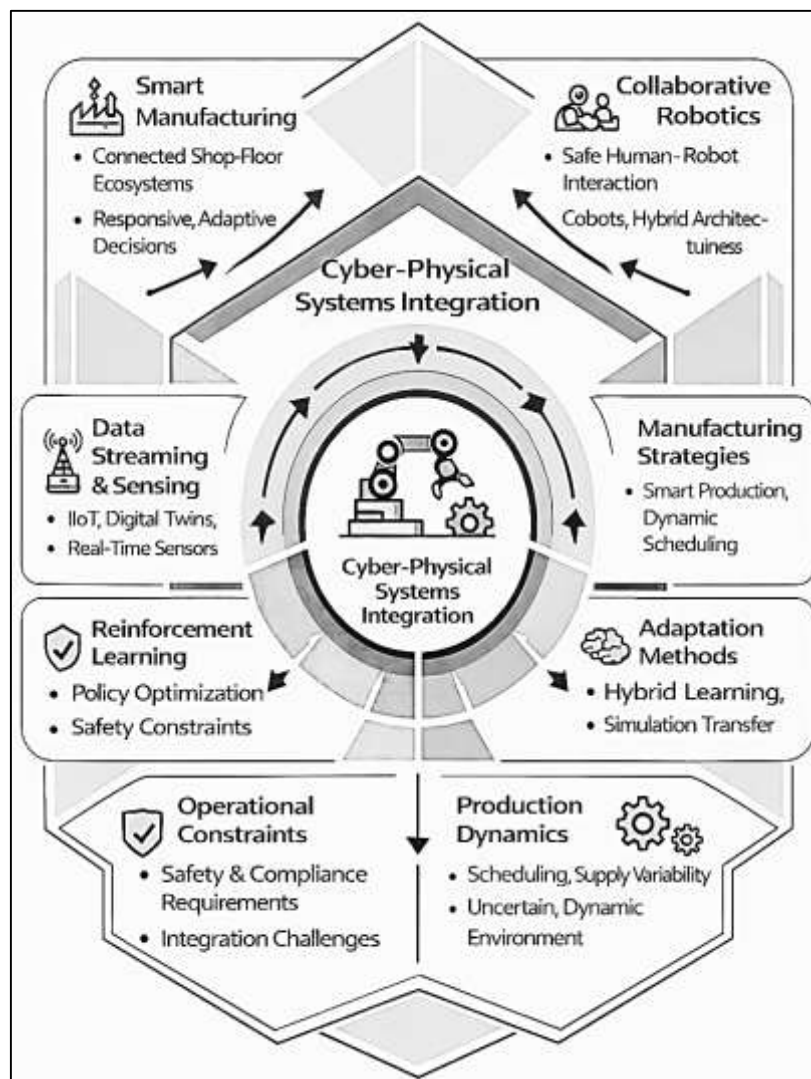 Smart
Manufacturing
• Connected Shop-Floor
Ecosystems
• Responsive, Adaptive
Decisions
Collaborative
Robotics
• Safe Human-Robot
Interaction
Cobots, Hybrid Architec-
tuiness
Cyber-Physical
Systems Integration
Data
Streaming
& Sensing
• IIoT, Digital Twins,
• Real-Time Sensors
Manufacturing
Strategies
• Smart Production,
Dynamic
Scheduling
Cyber-Physical
Systems
Integration
Reinforcement
Learning
• Policy Optimization
• Safety Constraints
Adaptation
Methods
• Hybrid Learning,
• Simulation Transfer
Operational
Constraints
• Safety & Compliance
Requirements
• Integration Challenges
Production
Dynamics
• Scheduling, Supply Variability
• Uncertain, Dynamic
Environment